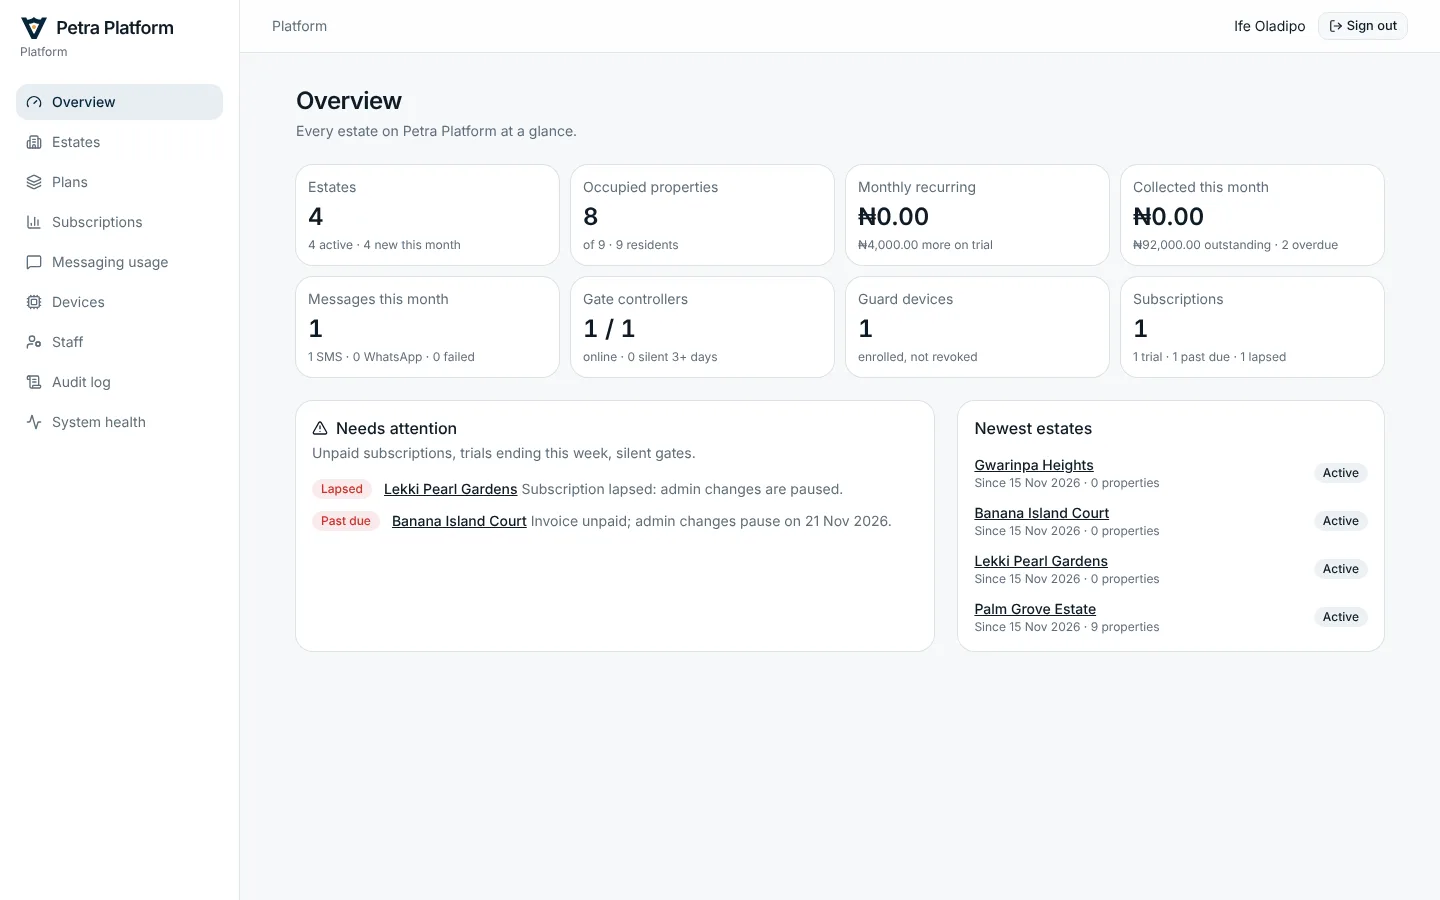 Petra Platform
Platform
Overview
Estates
Plans
Subscriptions
Messaging usage
Devices
Staff
Audit log
System health
Platform
Ife Oladipo
Sign out
Overview
Every estate on Petra Platform at a glance.
Estates
4
4 active · 4 new this month
Occupied properties
8
of 9 · 9 residents
Monthly recurring
₦0.00
₦4,000.00 more on trial
Collected this month
₦0.00
₦92,000.00 outstanding · 2 overdue
Messages this month
1
1 SMS · 0 WhatsApp · 0 failed
Gate controllers
1 / 1
online · 0 silent 3+ days
Guard devices
1
enrolled, not revoked
Subscriptions
1
1 trial · 1 past due · 1 lapsed
Needs attention
Unpaid subscriptions, trials ending this week, silent gates.
Lapsed Lekki Pearl Gardens Subscription lapsed: admin changes are paused.
Past due Banana Island Court Invoice unpaid; admin changes pause on 21 Nov 2026.
Newest estates
Gwarinpa Heights
Since 15 Nov 2026 · 0 properties
Active
Banana Island Court
Since 15 Nov 2026 · 0 properties
Active
Lekki Pearl Gardens
Since 15 Nov 2026 · 0 properties
Active
Palm Grove Estate
Since 15 Nov 2026 · 9 properties
Active